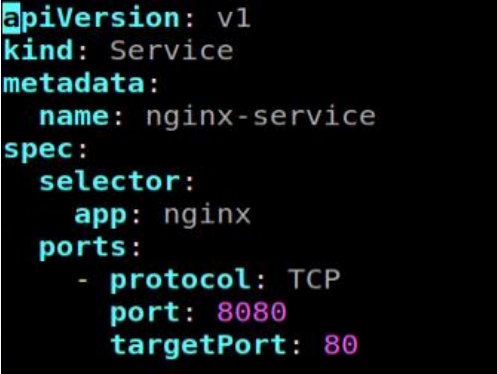 apiVersion: v1
kind: Service
metadata:
  name: nginx-service
spec:
  selector:
    app: nginx
  ports:
    - protocol: TCP
      port: 8080
      targetPort: 80